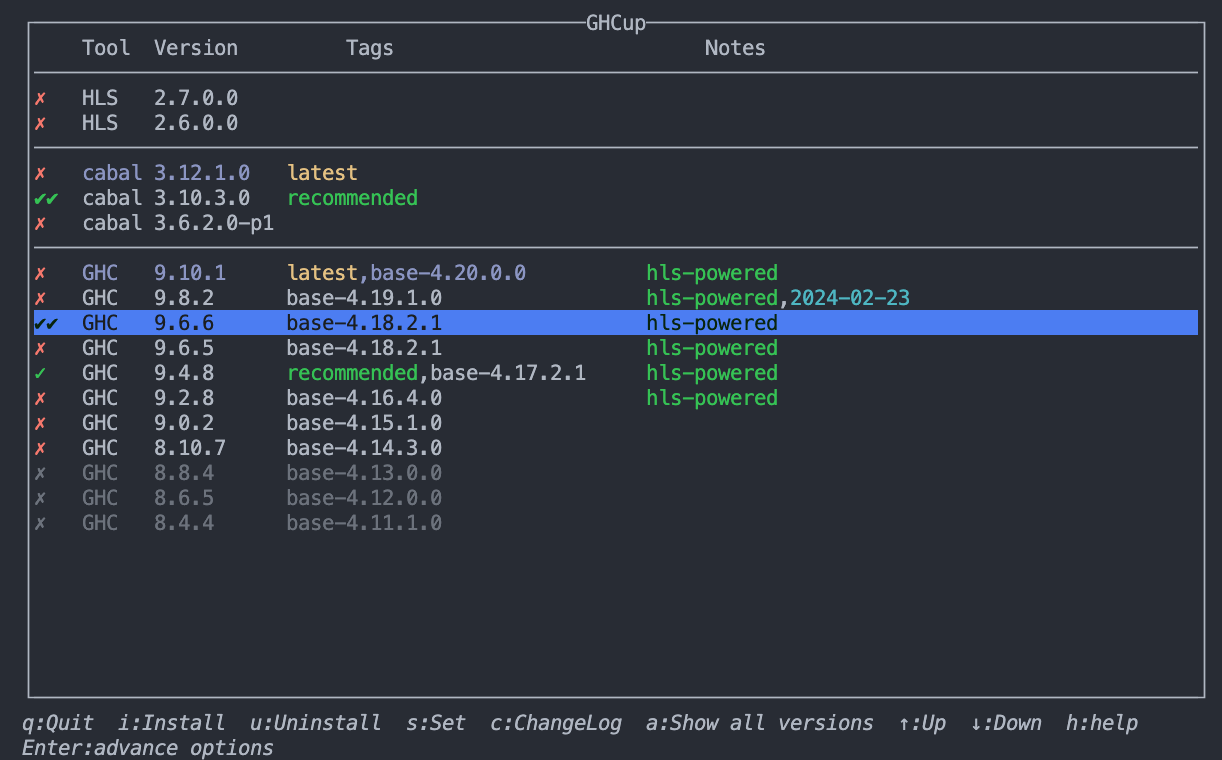 GHCup
Tool Version Tags Notes
✗ HLS 2.7.0.0
✗ HLS 2.6.0.0
✗ cabal 3.12.1.0 latest
✔✔ cabal 3.10.3.0 recommended
✗ cabal 3.6.2.0-p1
✗ GHC 9.10.1 latest,base-4.20.0.0 hls-powered
✗ GHC 9.8.2 base-4.19.1.0 hls-powered,2024-02-23
✔✔ GHC 9.6.6 base-4.18.2.1 hls-powered
✗ GHC 9.6.5 base-4.18.2.1 hls-powered
✓ GHC 9.4.8 recommended,base-4.17.2.1 hls-powered
✗ GHC 9.2.8 base-4.16.4.0 hls-powered
✗ GHC 9.0.2 base-4.15.1.0
✗ GHC 8.10.7 base-4.14.3.0
✗ GHC 8.8.4 base-4.13.0.0
✗ GHC 8.6.5 base-4.12.0.0
✗ GHC 8.4.4 base-4.11.1.0
q:Quit i:Install u:Uninstall s:Set c:ChangeLog a:Show all versions ↑:Up ↓:Down h:help
Enter:advance options